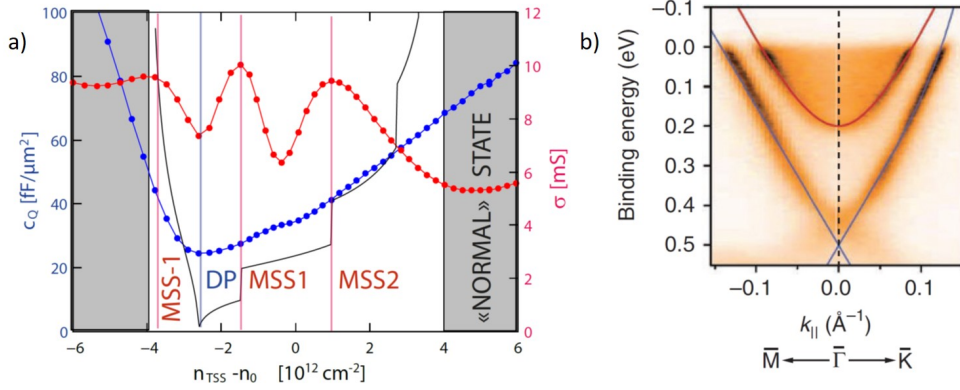 a)
100
80
60
40
20
0
c_Q [fF/μm²]
-6
-4
-2
0
2
4
6
n_TSS -n_0 [10¹² cm⁻²]
12
10
8
6
4
2
0
σ [mS]
MSS-1
DP
MSS1
MSS2
«NORMAL» STATE
b)
-0.1
0.0
0.1
0.2
0.3
0.4
0.5
Binding energy (eV)
-0.1
0.0
0.1
k_|| (Å⁻¹)
M̄ Γ̄ K̄